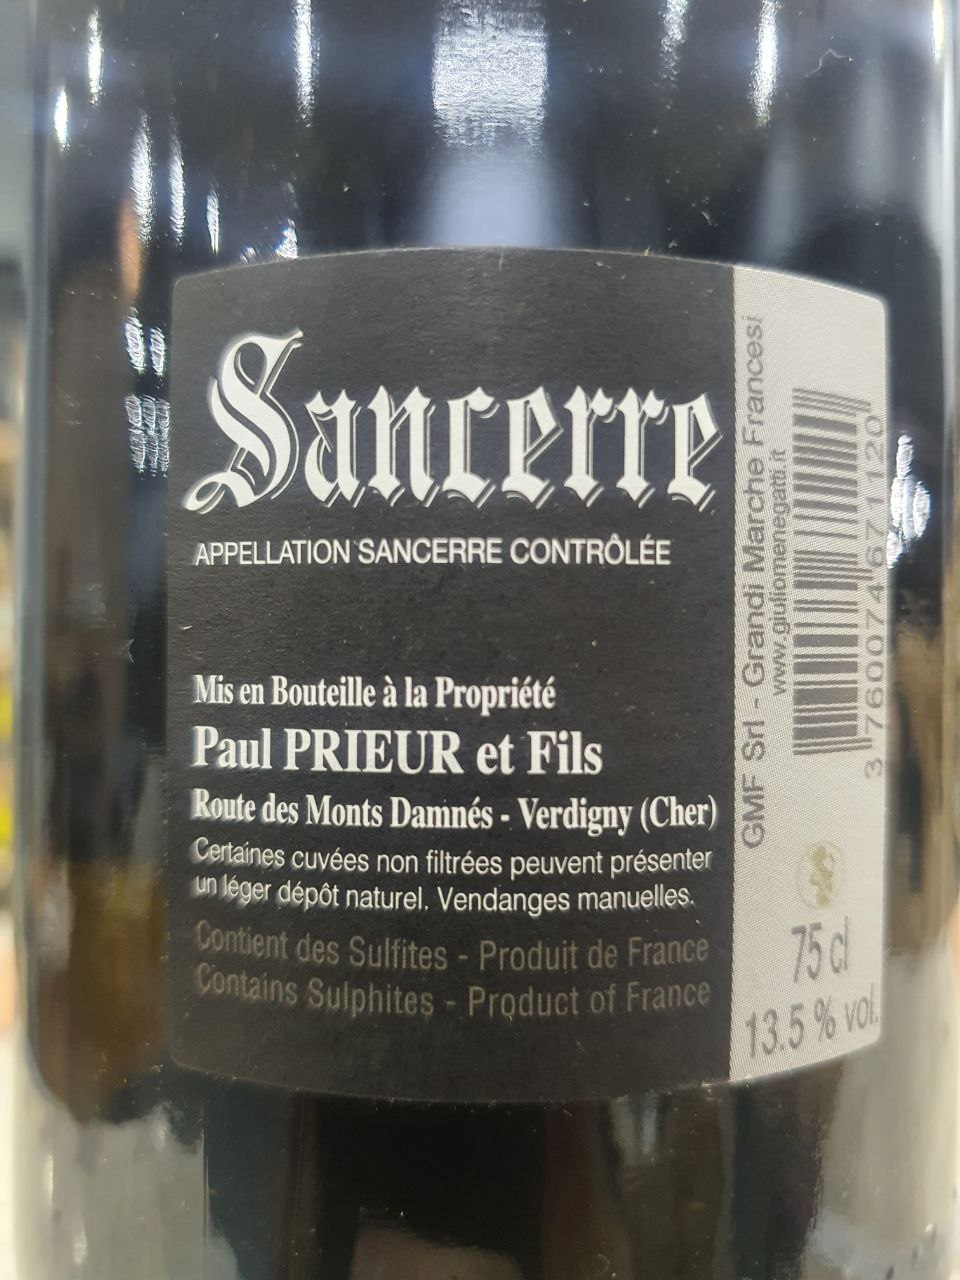 Sancerre
APPELLATION SANCERRE CONTRÔLÉE
Mis en Bouteille à la Propriété
Paul PRIEUR et Fils
Route des Monts Damnés - Verdigny (Cher)
Certaines cuvées non filtrées peuvent présenter
un léger dépôt naturel. Vendanges manuelles.
Contient des Sulfites - Produit de France
Contains Sulphites - Product of France
GMF Srl - Grandi Marche Francesi
www.giuliomenegatti.it
3 760074 671120
75 cl
13.5 % vol.